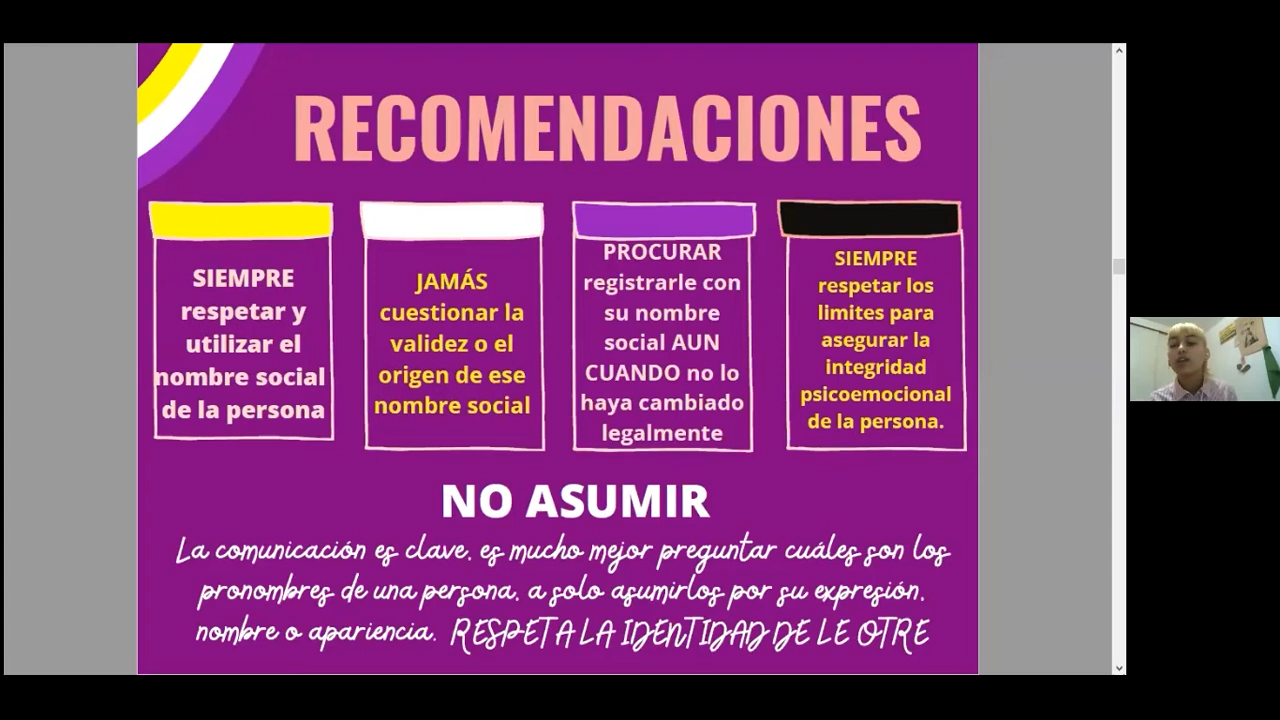 RECOMENDACIONES
SIEMPRE
respetar y
utilizar el
nombre social
de la persona
JAMÁS
cuestionar la
validez o el
origen de ese
nombre social
PROCURAR
registrarle con
su nombre
social AUN
CUANDO no lo
haya cambiado
legalmente
SIEMPRE
respetar los
limites para
asegurar la
integridad
psicoemocional
de la persona.
NO ASUMIR
La comunicación es clave, es mucho mejor preguntar cuáles son los
pronombres de una persona, a solo asumirlos por su expresión,
nombre o apariencia. RESPETA LA IDENTIDAD DE LE OTRE